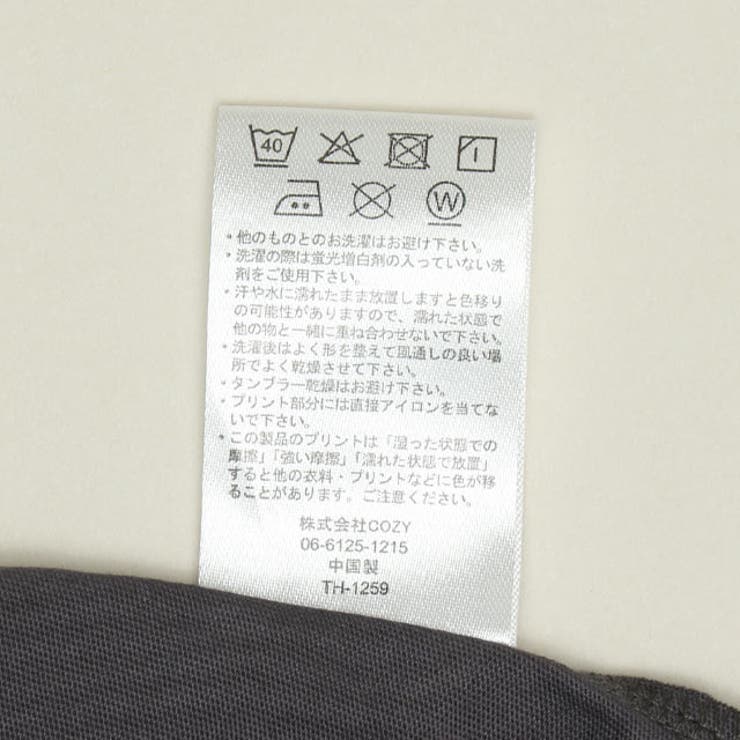 40
W
・他のものとのお洗濯はお避け下さい。
・洗濯の際は蛍光増白剤の入っていない洗
剤をご使用下さい。
・汗や水に濡れたまま放置しますと色移り
の可能性がありますので、濡れた状態で
他の物と一緒に重ね合わせないで下さい。
・洗濯後はよく形を整えて風通しの良い場
所でよく乾燥させて下さい。
・タンブラー乾燥はお避け下さい。
・プリント部分には直接アイロンを当てな
いで下さい。
・この製品のプリントは「湿った状態での
摩擦」「強い摩擦」「濡れた状態で放置」
すると他の衣料・プリントなどに色が移
ることがあります。ご注意ください。
株式会社COZY
06-6125-1215
中国製
TH-1259